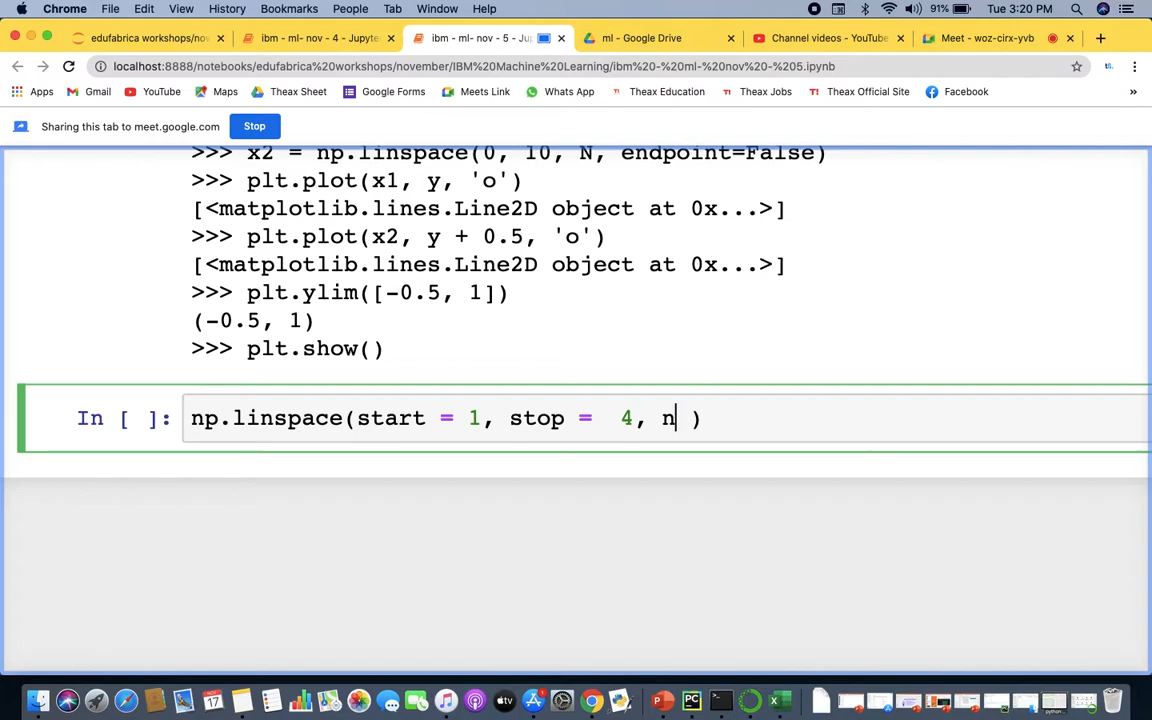 Chrome File Edit View History Bookmarks People Tab Window Help 91% Tue 3:20 PM
edufabrica workshops/nov ibm - ml- nov - 4 - Jupyte ibm - ml- nov - 5 - Ju ml - Google Drive Channel videos - YouTube Meet - woz-cirx-yvb
localhost:8888/notebooks/edufabrica%20workshops/november/IBM%20Machine%20Learning/ibm%20-%20ml-%20nov%20-%205.ipynb
Apps Gmail YouTube Maps Theax Sheet Google Forms Meets Link Whats App Theax Education Theax Jobs Theax Official Site Facebook »
Sharing this tab to meet.google.com Stop
>>> x2 = np.linspace(0, 10, N, endpoint=False)
>>> plt.plot(x1, y, 'o')
[<matplotlib.lines.Line2D object at 0x...>]
>>> plt.plot(x2, y + 0.5, 'o')
[<matplotlib.lines.Line2D object at 0x...>]
>>> plt.ylim([-0.5, 1])
(-0.5, 1)
>>> plt.show()
In [ ]: np.linspace(start = 1, stop =  4, n )